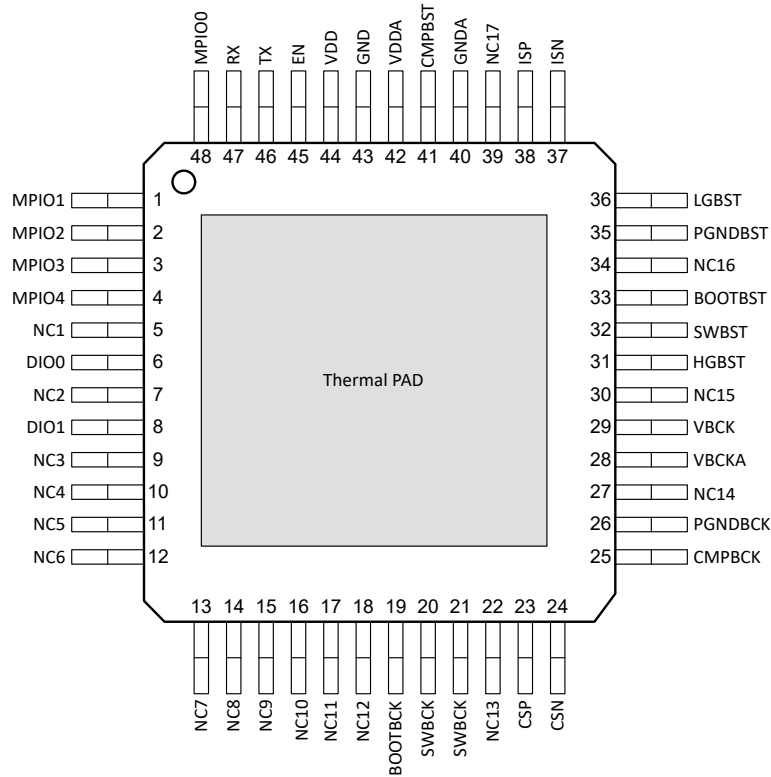 MPIO0
RX
TX
EN
VDD
GND
VDDA
CMPBST
GNDA
NC17
ISP
ISN
48 47 46 45 44 43 42 41 40 39 38 37
MPIO1 1
MPIO2 2
MPIO3 3
MPIO4 4
NC1 5
DIO0 6
NC2 7
DIO1 8
NC3 9
NC4 10
NC5 11
NC6 12
Thermal PAD
36 LGBST
35 PGNDBST
34 NC16
33 BOOTBST
32 SWBST
31 HGBST
30 NC15
29 VBCK
28 VBCKA
27 NC14
26 PGNDBCK
25 CMPBCK
13 14 15 16 17 18 19 20 21 22 23 24
NC7
NC8
NC9
NC10
NC11
NC12
BOOTBCK
SWBCK
SWBCK
NC13
CSP
CSN